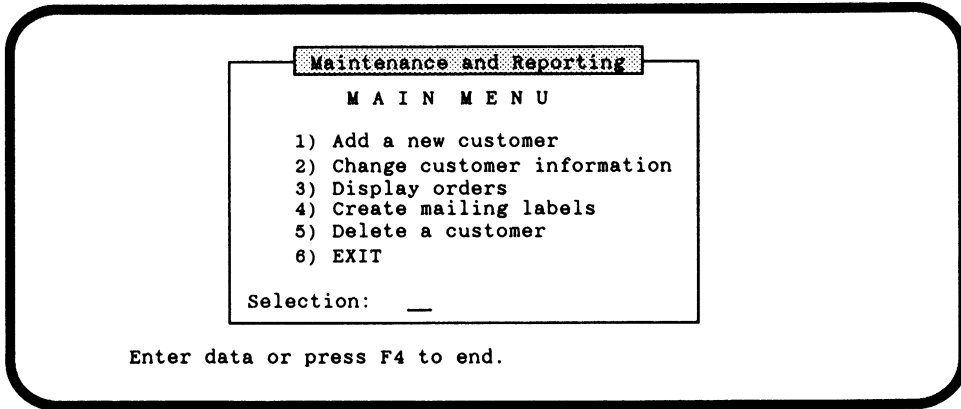 Maintenance and Reporting
M A I N  M E N U
1) Add a new customer
2) Change customer information
3) Display orders
4) Create mailing labels
5) Delete a customer
6) EXIT
Selection: __
Enter data or press F4 to end.